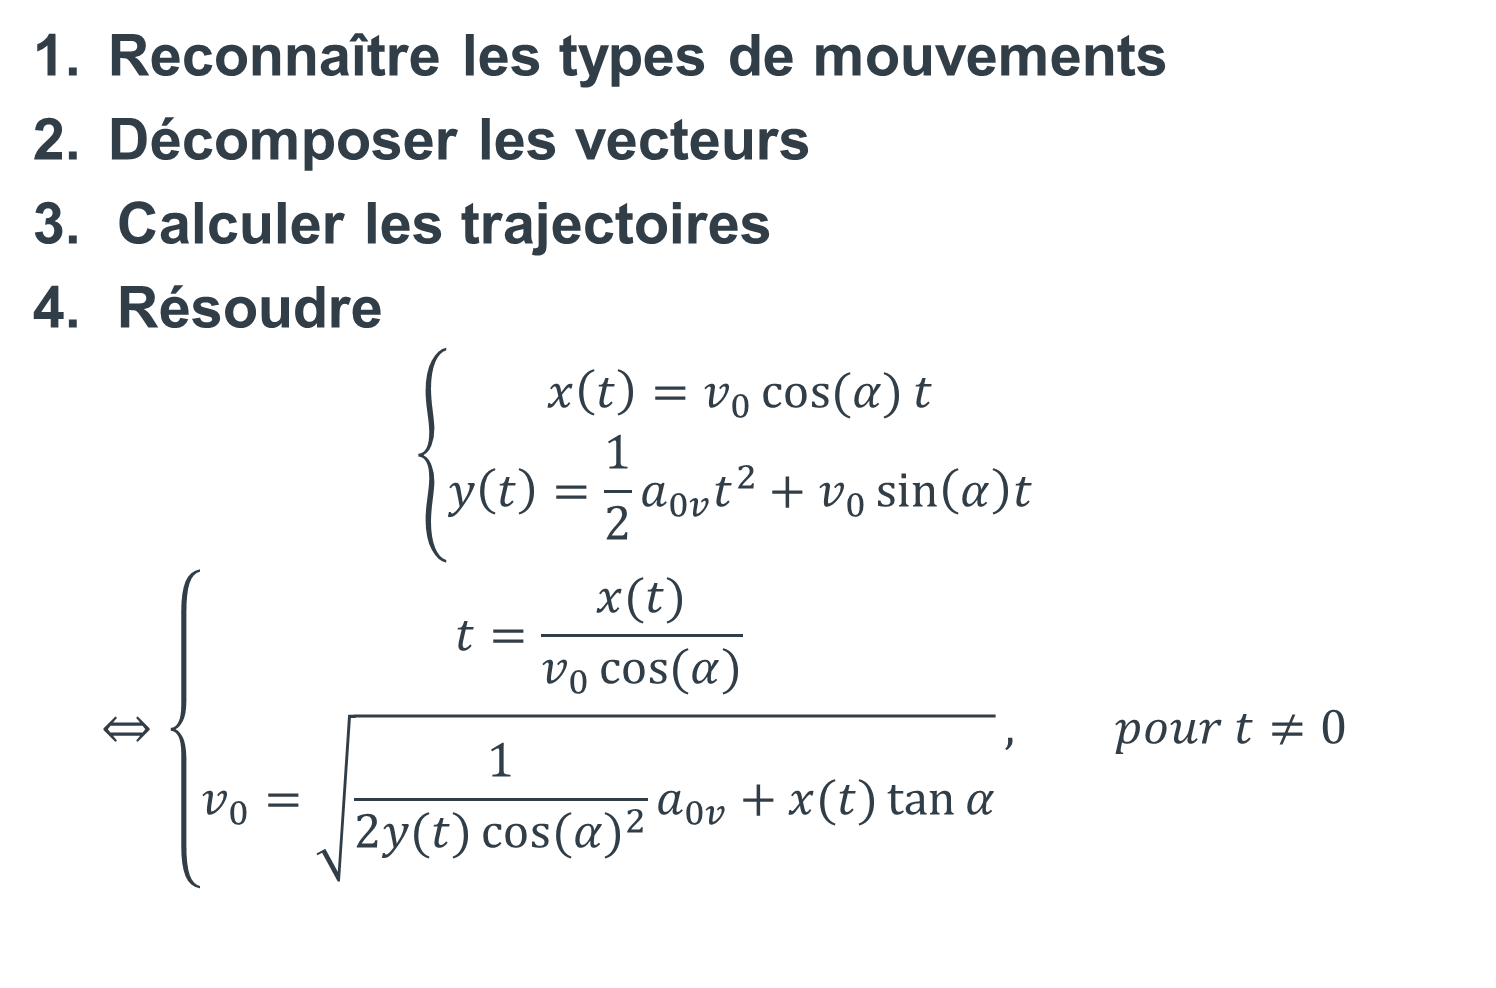 1. Reconnaître les types de mouvements
2. Décomposer les vecteurs
3. Calculer les trajectoires
4. Résoudre
{ x(t) = v₀ cos(α) t
y(t) = 1/2 a₀ᵥt² + v₀ sin(α)t
⇔ { t = x(t)/(v₀ cos(α))
v₀ = √(1/(2y(t) cos(α)²) a₀ᵥ + x(t) tan α) , pour t ≠ 0